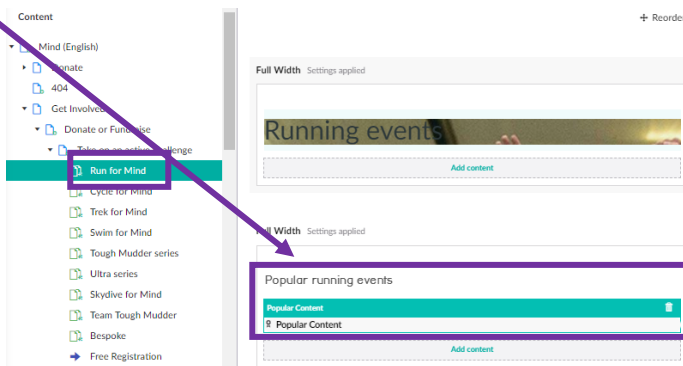 Content
Reorde
Mind (English)
Donate
404
Get Involved
Donate or Fundraise
Take on an active challenge
Run for Mind
Cycle for Mind
Trek for Mind
Swim for Mind
Tough Mudder series
Ultra series
Skydive for Mind
Team Tough Mudder
Bespoke
Free Registration
Full Width Settings applied
Running events
Add content
Full Width Settings applied
Popular running events
Popular Content
Popular Content
Add content